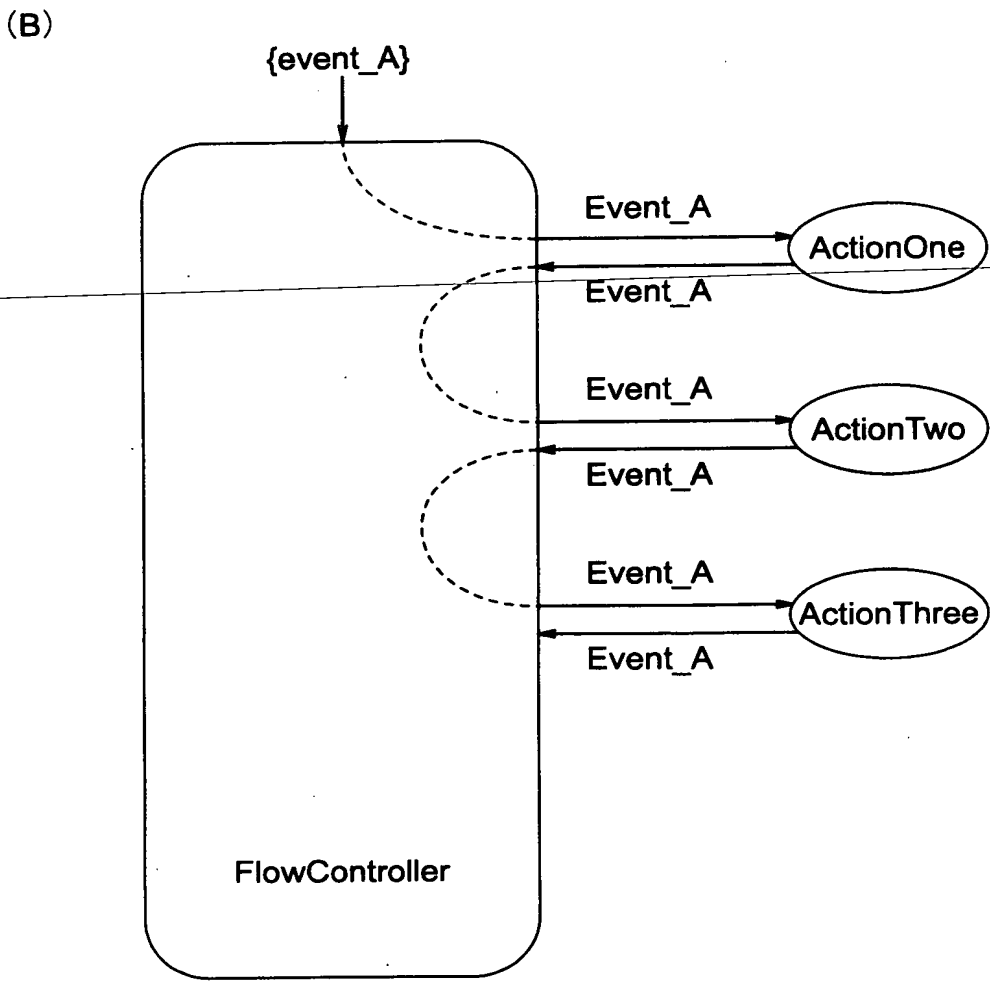 (B)
{event_A}
Event_A
ActionOne
Event_A
Event_A
ActionTwo
Event_A
Event_A
ActionThree
Event_A
FlowController